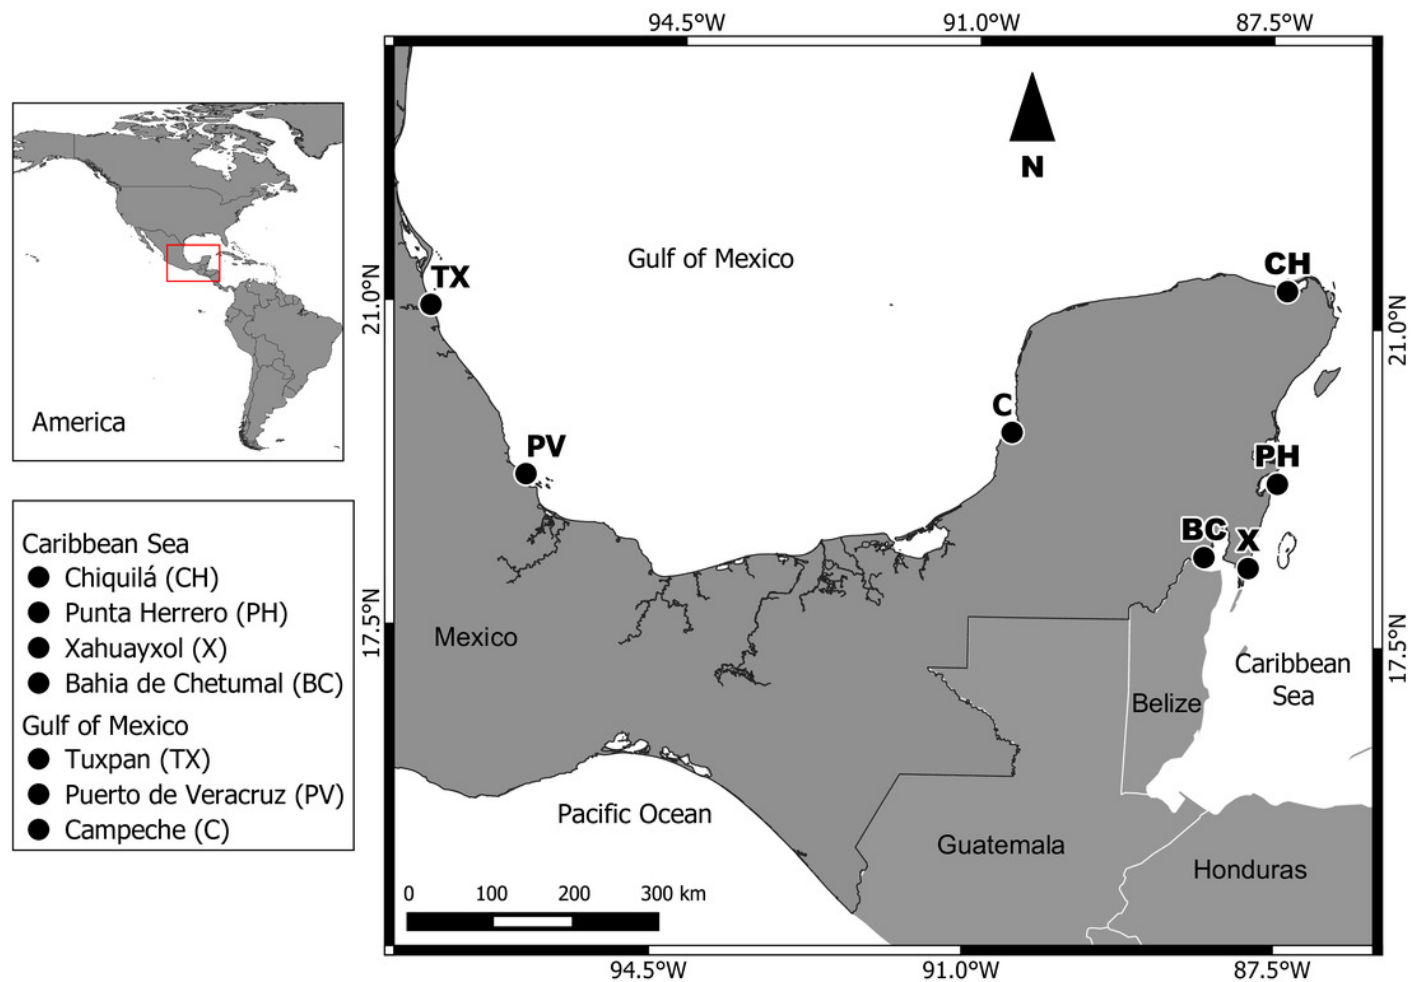 94.5°W 91.0°W 87.5°W
N
Gulf of Mexico
CH
TX
21.0°N
21.0°N
America
C
PV
PH
BC
X
Caribbean Sea
Chiquilá (CH)
Punta Herrero (PH)
Xahuayxol (X)
Bahia de Chetumal (BC)
Gulf of Mexico
Tuxpan (TX)
Puerto de Veracruz (PV)
Campeche (C)
17.5°N
17.5°N
Mexico
Caribbean
Sea
Belize
Pacific Ocean
Guatemala
Honduras
0 100 200 300 km
94.5°W 91.0°W 87.5°W